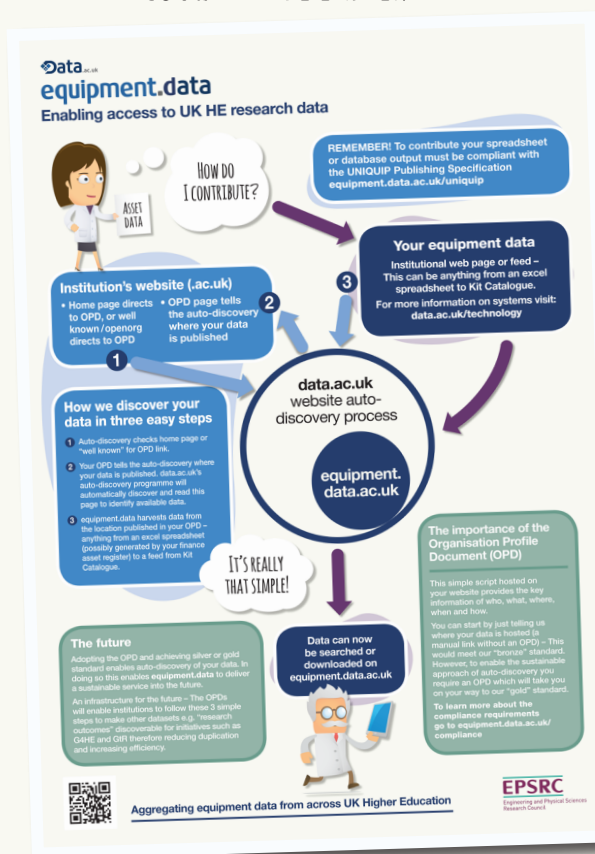 Data.ac.uk
equipment.data
Enabling access to UK HE research data
HOW DO
I CONTRIBUTE?
ASSET
DATA
REMEMBER! To contribute your spreadsheet
or database output must be compliant with
the UNIQUIP Publishing Specification
equipment.data.ac.uk/uniquip
Your equipment data
Institutional web page or feed –
This can be anything from an excel
spreadsheet to Kit Catalogue.
For more information on systems visit:
data.ac.uk/technology
Institution's website (.ac.uk)
• Home page directs
to OPD, or well
known/openorg
directs to OPD
• OPD page tells
the auto-discovery
where your data
is published
1
2
3
data.ac.uk
website auto-
discovery process
equipment.
data.ac.uk
How we discover your
data in three easy steps
1 Auto-discovery checks home page or
"well known" for OPD link.
2 Your OPD tells the auto-discovery where
your data is published. data.ac.uk's
auto-discovery programme will
automatically discover and read this
page to identify available data.
3 equipment.data harvests data from
the location published in your OPD –
anything from an excel spreadsheet
(possibly generated by your finance
asset register) to a feed from Kit
Catalogue.
IT'S REALLY
THAT SIMPLE!
The importance of the
Organisation Profile
Document (OPD)
This simple script hosted on
your website provides the key
information of who, what, where,
when and how.
You can start by just telling us
where your data is hosted (a
manual link without an OPD) – This
would meet our "bronze" standard.
However, to enable the sustainable
approach of auto-discovery you
require an OPD which will take you
on your way to our "gold" standard.
To learn more about the
compliance requirements
go to equipment.data.ac.uk/
compliance
The future
Adopting the OPD and achieving silver or gold
standard enables auto-discovery of your data. In
doing so this enables equipment.data to deliver
a sustainable service into the future.
An infrastructure for the future – The OPDs
will enable institutions to follow these 3 simple
steps to make other datasets e.g. "research
outcomes" discoverable for initiatives such as
G4HE and GtR therefore reducing duplication
and increasing efficiency.
Data can now
be searched or
downloaded on
equipment.data.ac.uk
Aggregating equipment data from across UK Higher Education
EPSRC
Engineering and Physical Sciences
Research Council